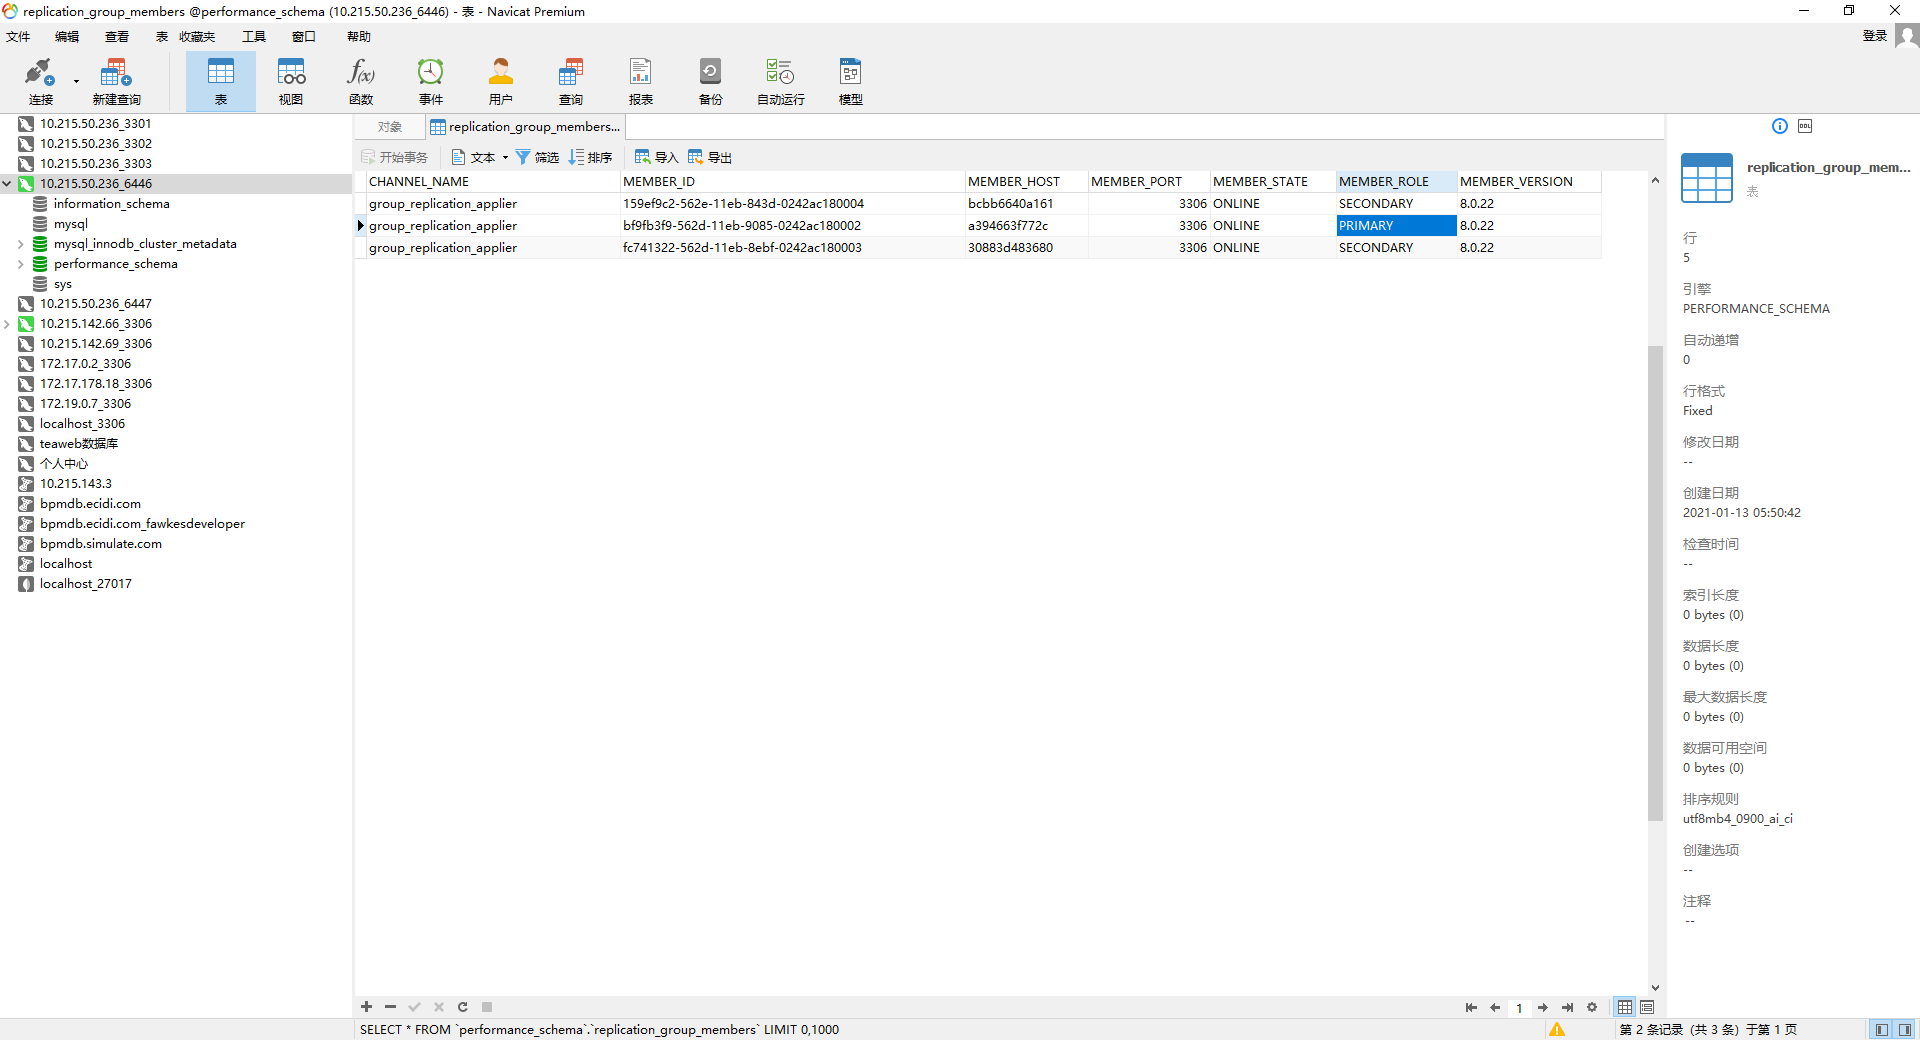 replication_group_members @performance_schema (10.215.50.236_6446) - 表 - Navicat Premium
文件 编辑 查看 表 收藏夹 工具 窗口 帮助 登录
连接 新建查询 表 视图 函数 事件 用户 查询 报表 备份 自动运行 模型
10.215.50.236_3301
10.215.50.236_3302
10.215.50.236_3303
10.215.50.236_6446
information_schema
mysql
mysql_innodb_cluster_metadata
performance_schema
sys
10.215.50.236_6447
10.215.142.66_3306
10.215.142.69_3306
172.17.0.2_3306
172.17.178.18_3306
172.19.0.7_3306
localhost_3306
teaweb数据库
个人中心
10.215.143.3
bpmdb.ecidi.com
bpmdb.ecidi.com_fawkesdeveloper
bpmdb.simulate.com
localhost
localhost_27017
对象 replication_group_members...
开始事务 文本 筛选 排序 导入 导出
CHANNEL_NAME MEMBER_ID MEMBER_HOST MEMBER_PORT MEMBER_STATE MEMBER_ROLE MEMBER_VERSION
group_replication_applier 159ef9c2-562e-11eb-843d-0242ac180004 bcbb6640a161 3306 ONLINE SECONDARY 8.0.22
group_replication_applier bf9fb3f9-562d-11eb-9085-0242ac180002 a394663f772c 3306 ONLINE PRIMARY 8.0.22
group_replication_applier fc741322-562d-11eb-8ebf-0242ac180003 30883d483680 3306 ONLINE SECONDARY 8.0.22
1
SELECT * FROM `performance_schema`.`replication_group_members` LIMIT 0,1000
第 2 条记录 (共 3 条) 于第 1 页
DDL
replication_group_mem...
表
行
5
引擎
PERFORMANCE_SCHEMA
自动递增
0
行格式
Fixed
修改日期
--
创建日期
2021-01-13 05:50:42
检查时间
--
索引长度
0 bytes (0)
数据长度
0 bytes (0)
最大数据长度
0 bytes (0)
数据可用空间
0 bytes (0)
排序规则
utf8mb4_0900_ai_ci
创建选项
--
注释
--